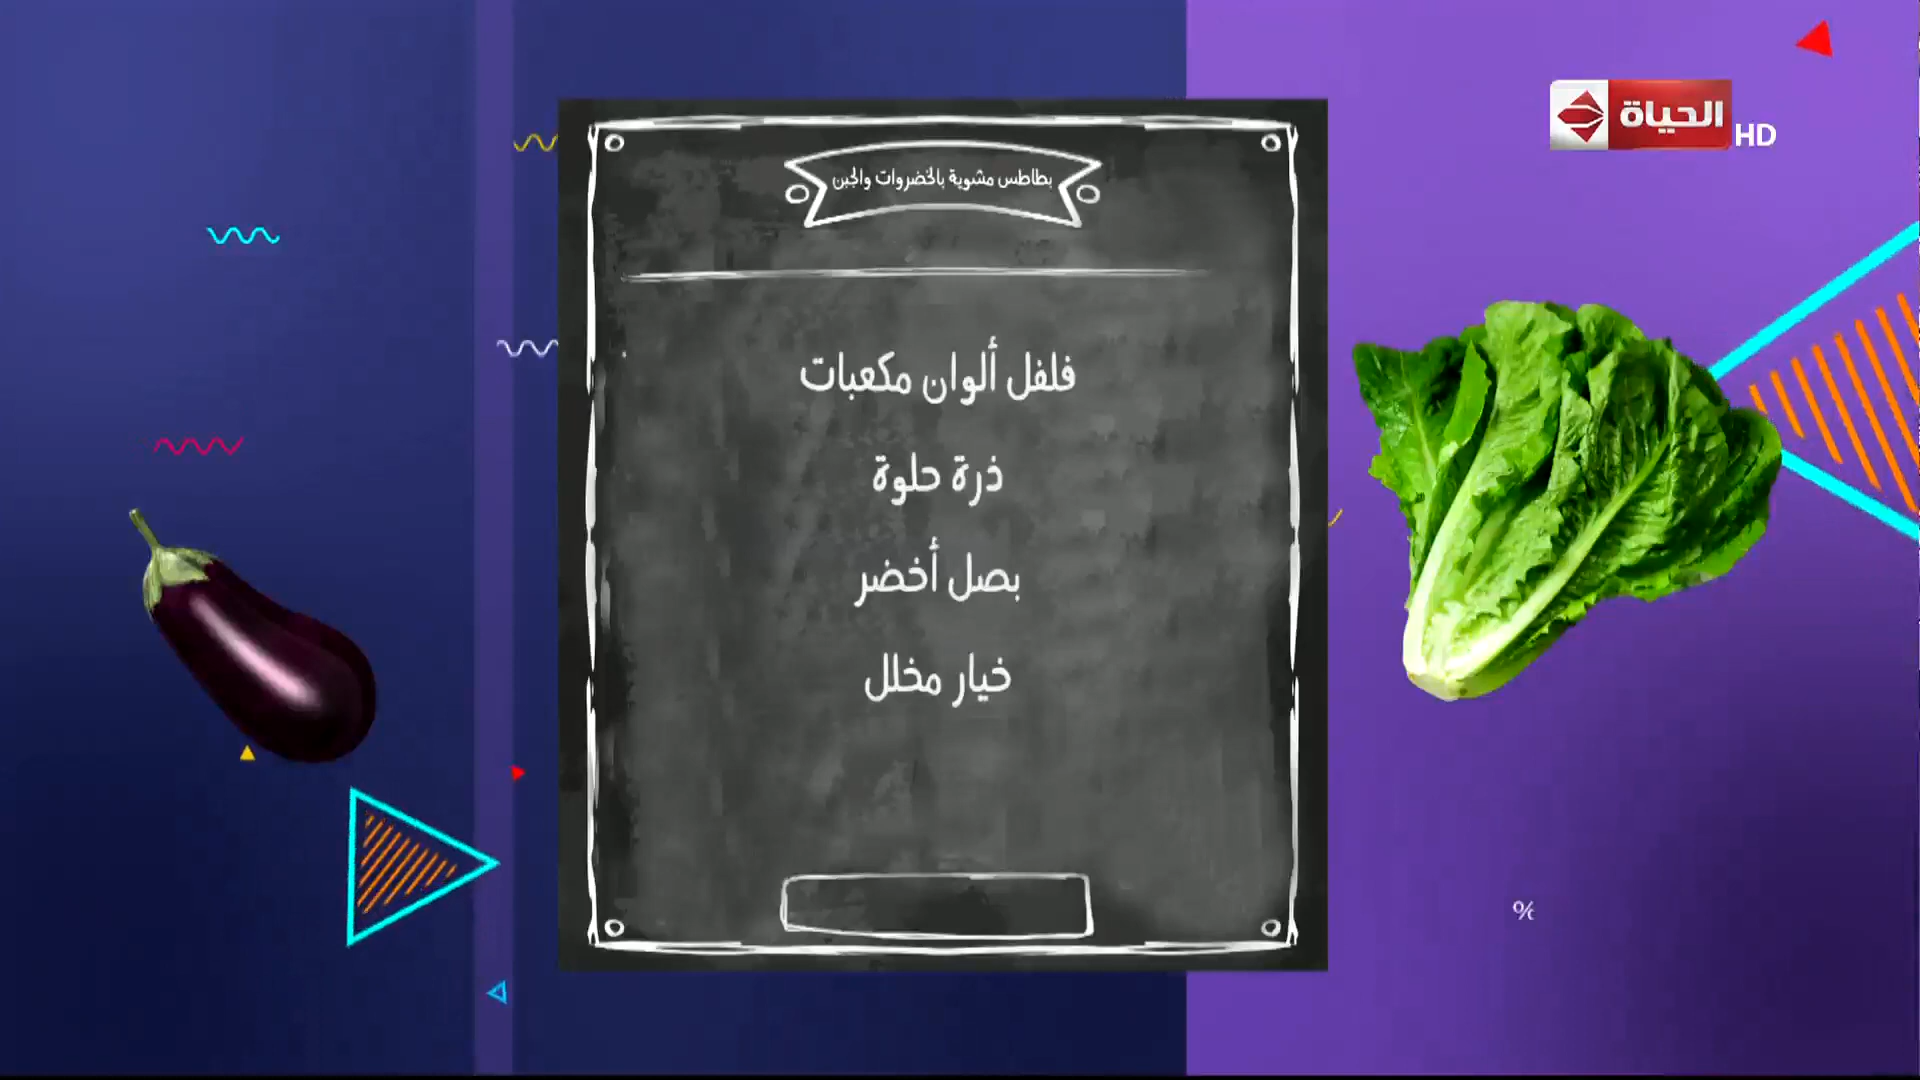 الحياة HD
بطاطس مشوية بالخضروات والجبن
فلفل ألوان مكعبات
ذرة حلوة
بصل أخضر
خيار مخلل
%